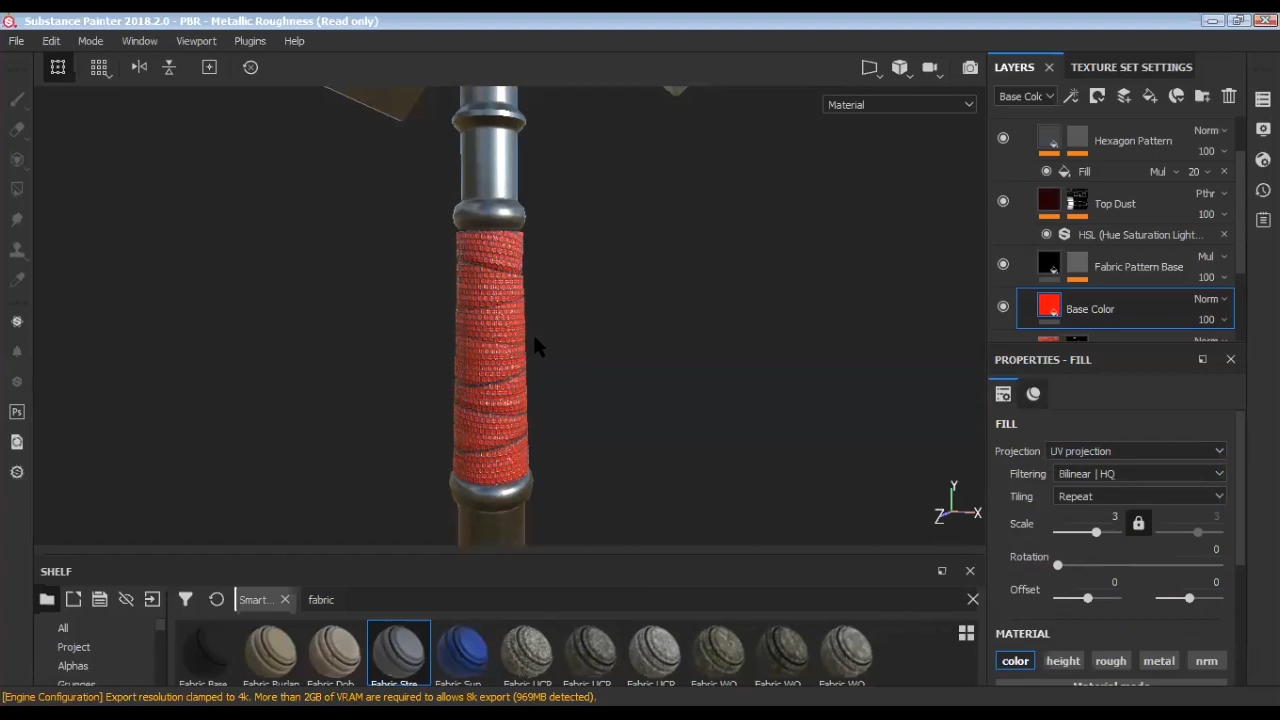 Substance Painter 2018.2.0 - PBR - Metallic Roughness (Read only)
File Edit Mode Window Viewport Plugins Help
LAYERS TEXTURE SET SETTINGS
Material
Base Colc
Norm
Hexagon Pattern
100
Fill Mul 20
Pthr
Top Dust
100
HSL (Hue Saturation Light...
Mul
Fabric Pattern Base
100
Norm
Base Color
100
PROPERTIES - FILL
FILL
Projection UV projection
Filtering Bilinear | HQ
Tiling Repeat
Scale 3 3
Rotation 0
Offset 0 0
MATERIAL
color height rough metal nrm
Y
Z X
SHELF
Smart... fabric
All
Project
Alphas
Ps
[Engine Configuration] Export resolution clamped to 4k. More than 2GB of VRAM are required to allows 8k export (969MB detected).